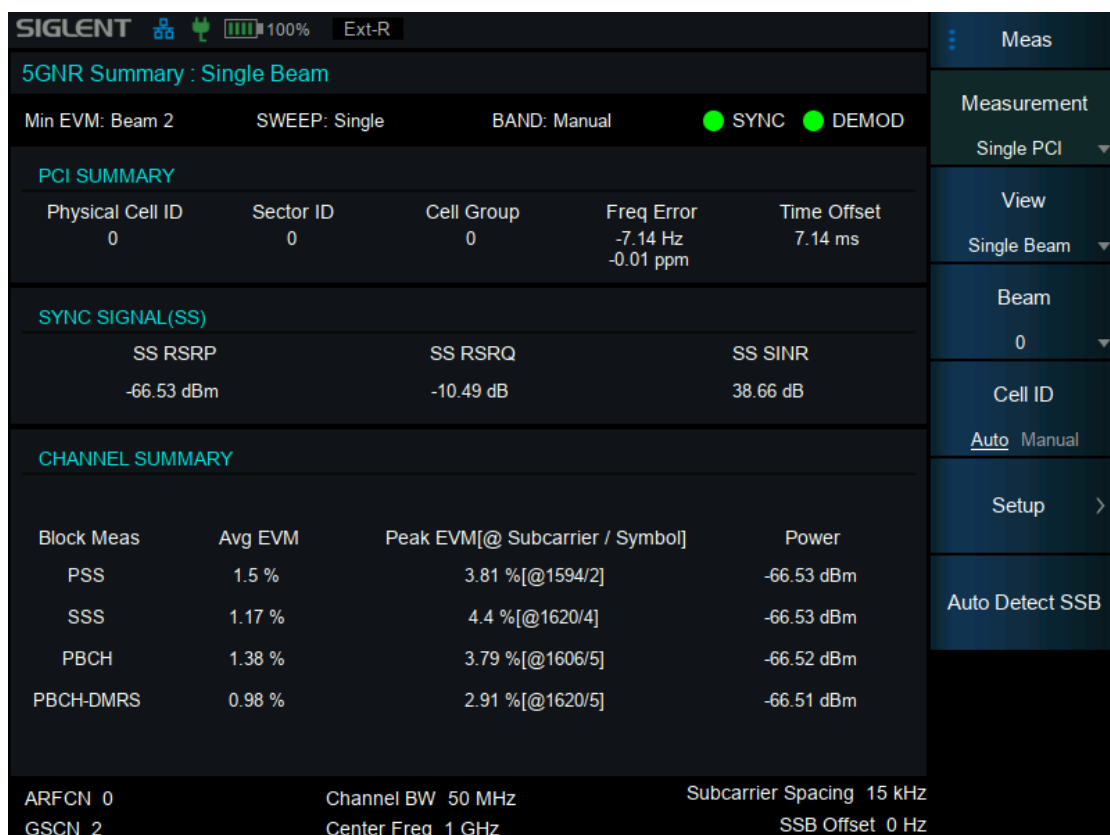 SIGLENT 100% Ext-R
Meas
5GNR Summary : Single Beam
Min EVM: Beam 2 SWEEP: Single BAND: Manual SYNC DEMOD
PCI SUMMARY
Physical Cell ID Sector ID Cell Group Freq Error Time Offset
0 0 0 -7.14 Hz 7.14 ms
-0.01 ppm
SYNC SIGNAL(SS)
SS RSRP SS RSRQ SS SINR
-66.53 dBm -10.49 dB 38.66 dB
CHANNEL SUMMARY
Block Meas Avg EVM Peak EVM[@ Subcarrier / Symbol] Power
PSS 1.5 % 3.81 %[@1594/2] -66.53 dBm
SSS 1.17 % 4.4 %[@1620/4] -66.53 dBm
PBCH 1.38 % 3.79 %[@1606/5] -66.52 dBm
PBCH-DMRS 0.98 % 2.91 %[@1620/5] -66.51 dBm
ARFCN 0 Channel BW 50 MHz Subcarrier Spacing 15 kHz
GSCN 2 Center Freq 1 GHz SSB Offset 0 Hz
Measurement
Single PCI
View
Single Beam
Beam
0
Cell ID
Auto Manual
Setup
Auto Detect SSB